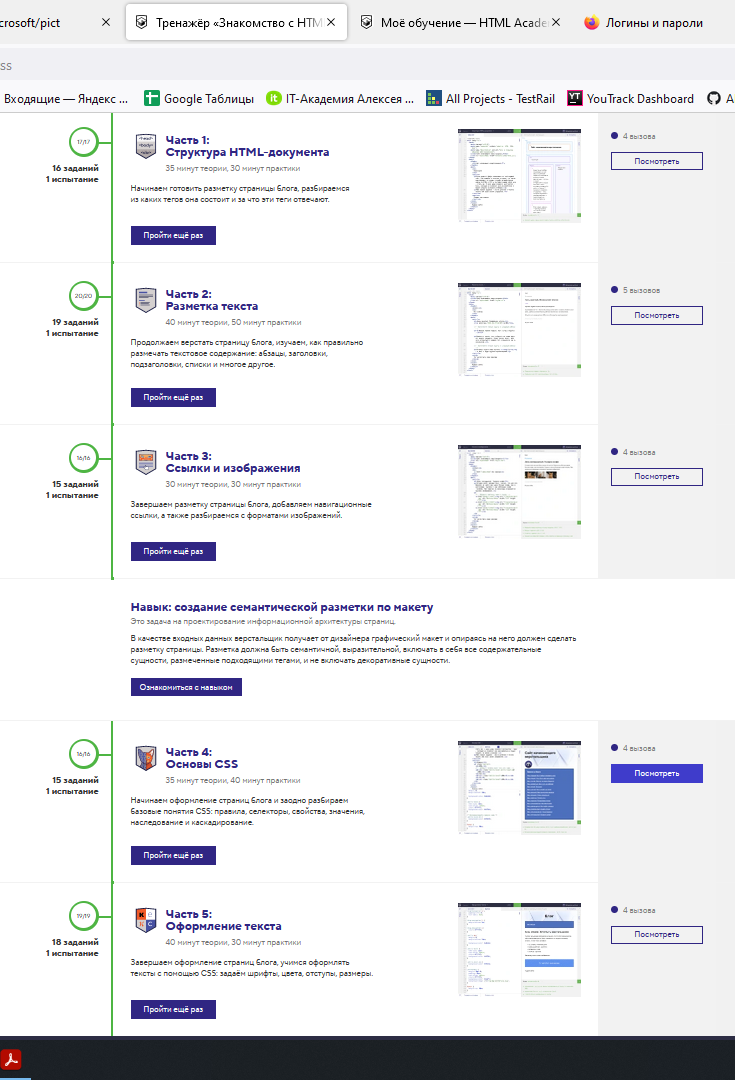 crosoft/pict
Тренажёр «Знакомство с HTM
Моё обучение — HTML Acade
Логины и пароли
ss
Входящие — Яндекс ...
Google Таблицы
IT-Академия Алексея ...
All Projects - TestRail
YouTrack Dashboard
A
17/17
16 заданий
1 испытание
Часть 1:
Структура HTML-документа
35 минут теории, 30 минут практики
Начинаем готовить разметку страницы блога, разбираемся
из каких тегов она состоит и за что эти теги отвечают.
Пройти ещё раз
4 вызова
Посмотреть
20/20
19 заданий
1 испытание
Часть 2:
Разметка текста
40 минут теории, 50 минут практики
Продолжаем верстать страницу блога, изучаем, как правильно
размечать текстовое содержание: абзацы, заголовки,
подзаголовки, списки и многое другое.
Пройти ещё раз
5 вызовов
Посмотреть
16/16
15 заданий
1 испытание
Часть 3:
Ссылки и изображения
30 минут теории, 30 минут практики
Завершаем разметку страницы блога, добавляем навигационные
ссылки, а также разбираемся с форматами изображений.
Пройти ещё раз
4 вызова
Посмотреть
Навык: создание семантической разметки по макету
Это задача на проектирование информационной архитектуры страниц.
В качестве входных данных верстальщик получает от дизайнера графический макет и опираясь на него должен сделать
разметку страницы. Разметка должна быть семантичной, выразительной, включать в себя все содержательные
сущности, размеченные подходящими тегами, и не включать декоративные сущности.
Ознакомиться с навыком
16/16
15 заданий
1 испытание
Часть 4:
Основы CSS
35 минут теории, 40 минут практики
Начинаем оформление страниц блога и заодно разбираем
базовые понятия CSS: правила, селекторы, свойства, значения,
наследование и каскадирование.
Пройти ещё раз
4 вызова
Посмотреть
19/19
18 заданий
1 испытание
Часть 5:
Оформление текста
40 минут теории, 30 минут практики
Завершаем оформление страниц блога, учимся оформлять
тексты с помощью CSS: задаём шрифты, цвета, отступы, размеры.
Пройти ещё раз
4 вызова
Посмотреть